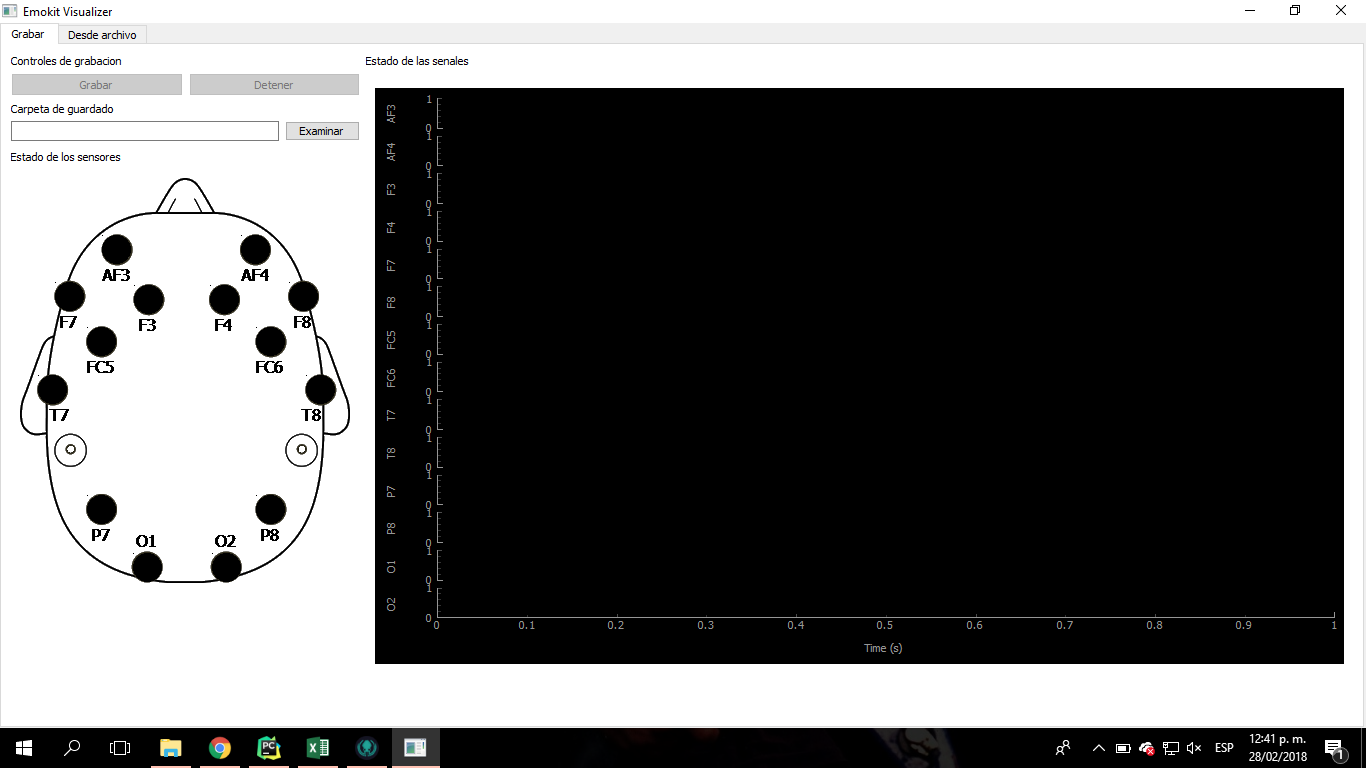 Emokit Visualizer
Grabar
Desde archivo
Controles de grabacion
Grabar
Detener
Carpeta de guardado
Examinar
Estado de los sensores
AF3
AF4
F7
F3
F4
F8
FC5
FC6
T7
T8
P7
P8
O1
O2
Estado de las senales
AF3
1
0
AF4
1
0
F3
1
0
F4
1
0
F7
1
0
F8
1
0
FC5
1
0
FC6
1
0
T7
1
0
T8
1
0
P7
1
0
P8
1
0
O1
1
0
O2
1
0
0 0.1 0.2 0.3 0.4 0.5 0.6 0.7 0.8 0.9 1
Time (s)
PC
ESP
12:41 p. m.
28/02/2018
1